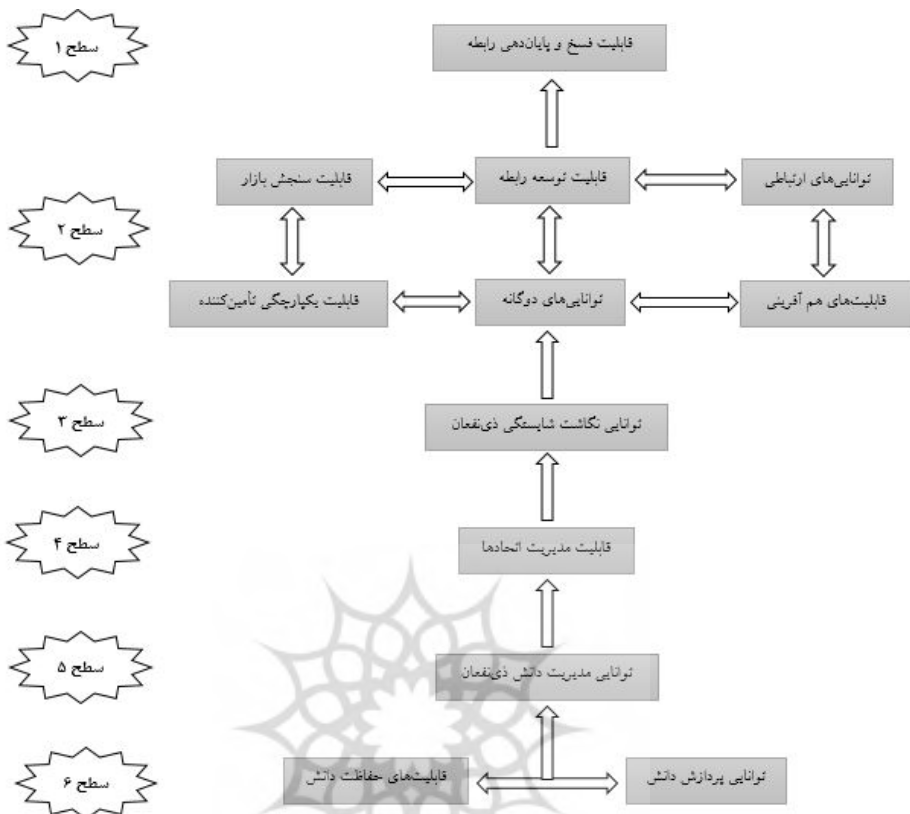 سطح ۱
قابلیت فسخ و پایان‌دهی رابطه
توانایی‌های ارتباطی
قابلیت توسعه رابطه
قابلیت سنجش بازار
سطح ۲
قابلیت‌های هم آفرینی
توانایی‌های دوگانه
قابلیت یکپارچگی تأمین‌کننده
سطح ۳
توانایی نگاشت شایستگی ذی‌نفعان
سطح ۴
قابلیت مدیریت اتحادها
سطح ۵
توانایی مدیریت دانش ذی‌نفعان
سطح ۶
توانایی پردازش دانش
قابلیت‌های حفاظت دانش